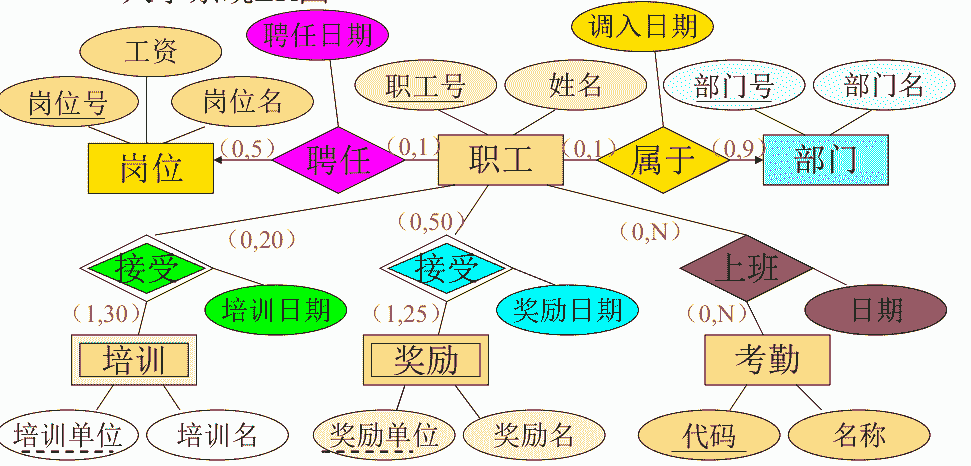 聘任日期
调入日期
工资
岗位号
岗位名
职工号
姓名
部门号
部门名
岗位
(0,5)
聘任
(0,1)
职工
(0,1)
属于
(0,9)
部门
(0,20)
(0,50)
(0,N)
接受
接受
上班
培训日期
奖励日期
日期
(1,30)
(1,25)
(0,N)
培训
奖励
考勤
培训单位
培训名
奖励单位
奖励名
代码
名称